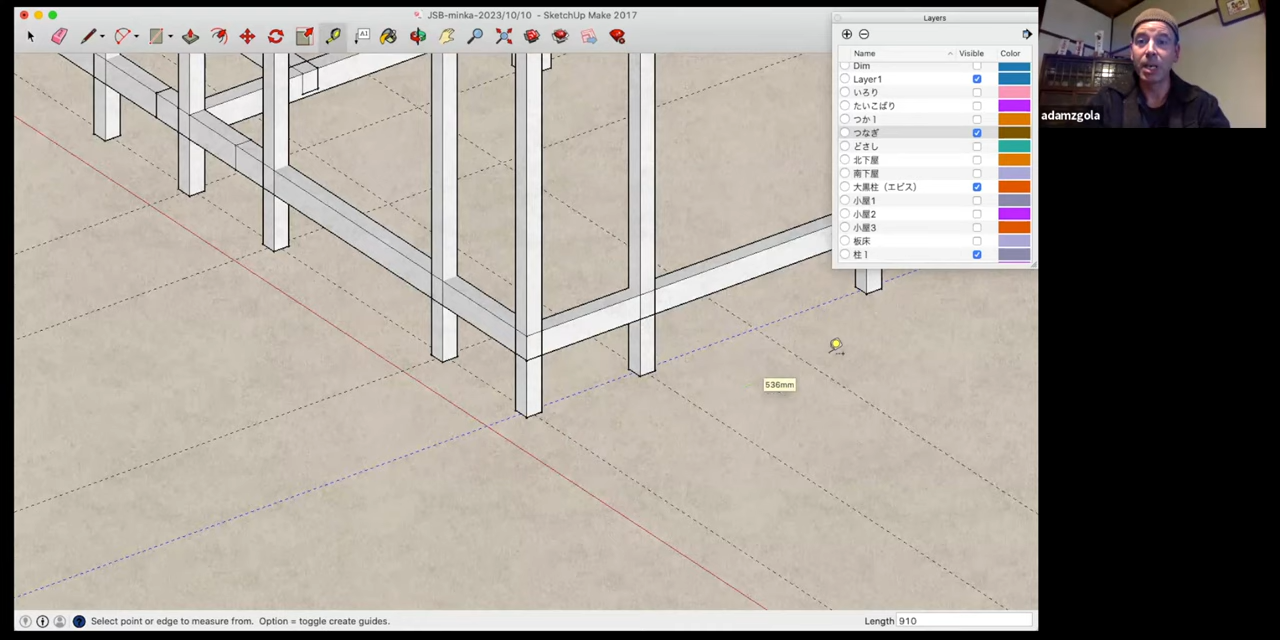 JSB-minka-2023/10/10 - SketchUp Make 2017
Layers
Name Visible Color
Dim
Layer1
いろり
たいこばり
つか1
つなぎ
どさし
北下屋
南下屋
大黒柱（エビス）
小屋1
小屋2
小屋3
板床
柱1
adamzgola
536mm
Select point or edge to measure from. Option = toggle create guides.
Length 910